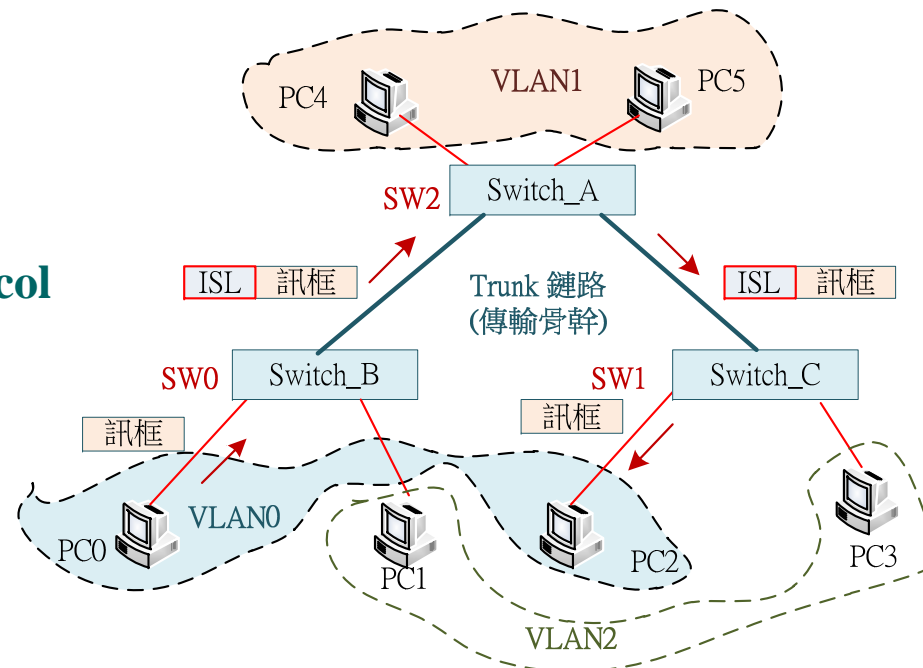 PC4
VLAN1
PC5
SW2
Switch_A
col
ISL 訊框
Trunk 鏈路
(傳輸骨幹)
ISL 訊框
SW0
Switch_B
SW1
Switch_C
訊框
訊框
PC0
VLAN0
PC1
PC2
PC3
VLAN2